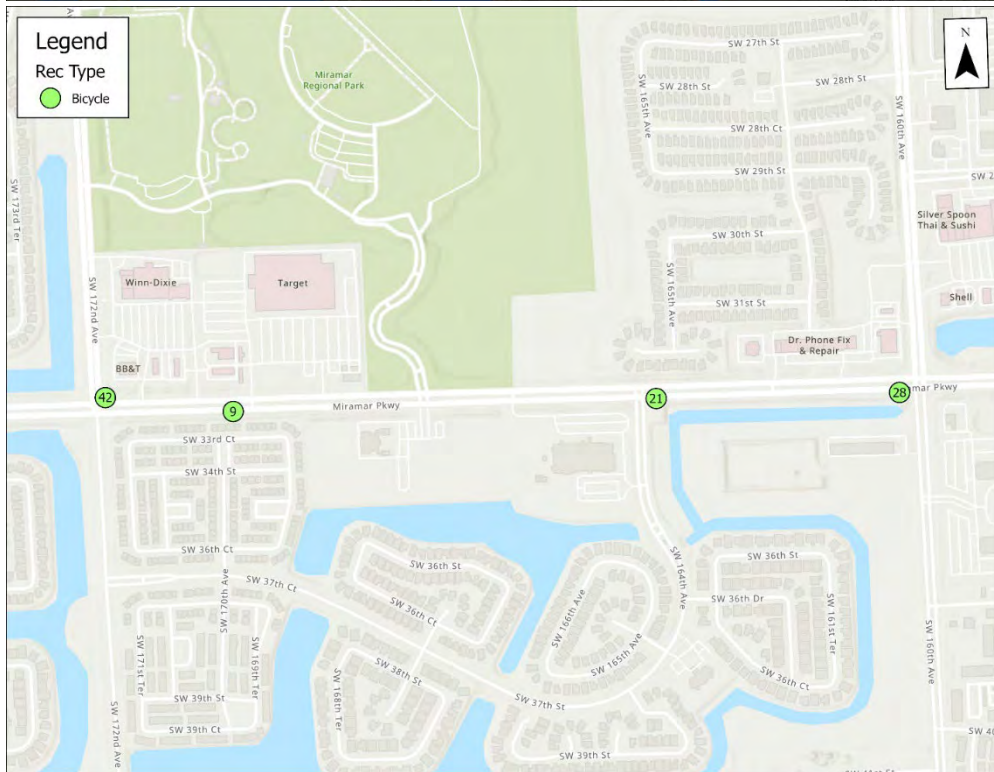 Legend
Rec Type
Bicycle
N
Miramar
Regional Park
SW 27th St
SW 28th St
SW 165th Ave
SW 28th St
SW 160th Ave
SW 28th Ct
SW 29th St
SW 173rd Ter
Silver Spoon
Thai & Sushi
SW 30th St
SW 172nd Ave
Winn-Dixie
Target
SW 165th Ave
SW 31st St
Shell
Dr. Phone Fix
& Repair
BB&T
42
9
Miramar Pkwy
21
28
mar Pkwy
SW 33rd Ct
SW 34th St
SW 36th Ct
SW 37th Ct
SW 36th St
SW 36th St
SW 170th Ave
SW 36th Ct
SW 166th Ave
SW 164th Ave
SW 36th Dr
SW 161st Ter
SW 171st Ter
SW 169th Ter
SW 38th St
SW 165th Ave
SW 36th Ct
SW 160th Ave
SW 168th Ter
SW 39th St
SW 37th St
SW 39th Ct
SW 172nd Ave
SW 39th St